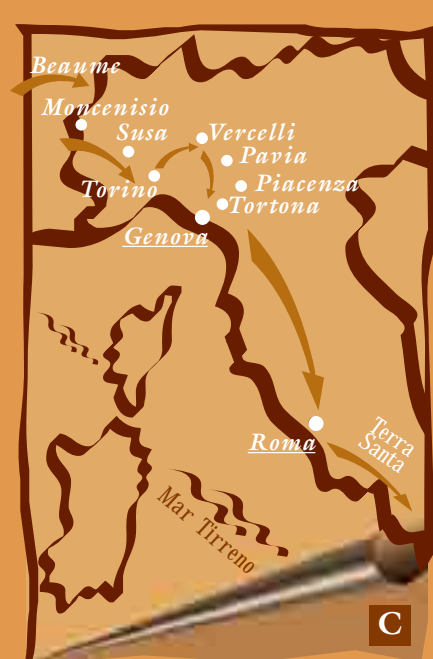 Beaume
Moncenisio
Susa
Vercelli
Pavia
Torino
Piacenza
Tortona
Genova
Roma
Terra
Santa
Mar Tirreno
C